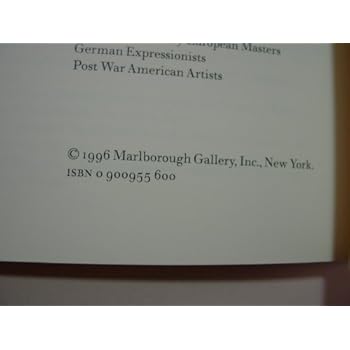 European Masters
German Expressionists
Post War American Artists
© 1996 Marlborough Gallery, Inc., New York.
ISBN 0 900955 600